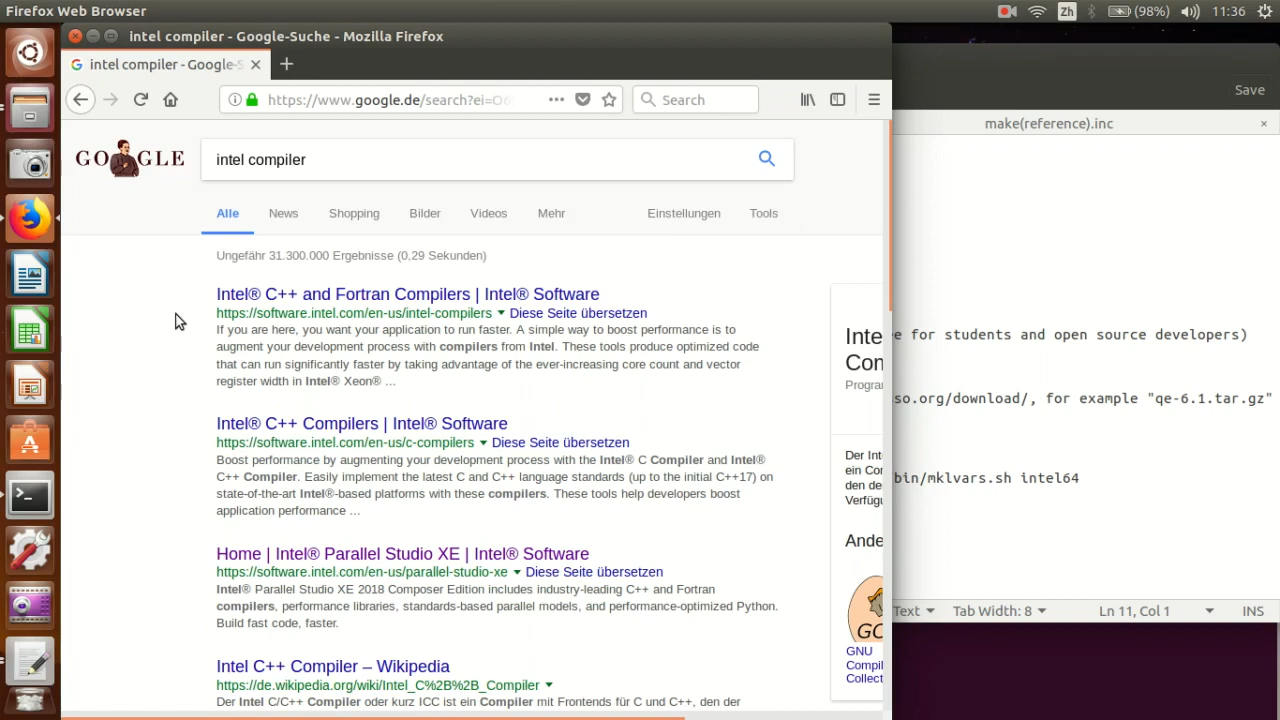 Firefox Web Browser
Zh
(98%)
11:36
intel compiler - Google-Suche - Mozilla Firefox
intel compiler - Google-S
https://www.google.de/search?ei=O6
Search
GOOGLE
intel compiler
Alle
News
Shopping
Bilder
Videos
Mehr
Einstellungen
Tools
Ungefähr 31.300.000 Ergebnisse (0,29 Sekunden)
Intel® C++ and Fortran Compilers | Intel® Software
https://software.intel.com/en-us/intel-compilers
Diese Seite übersetzen
If you are here, you want your application to run faster. A simple way to boost performance is to
augment your development process with compilers from Intel. These tools produce optimized code
that can run significantly faster by taking advantage of the ever-increasing core count and vector
register width in Intel® Xeon® ...
Intel® C++ Compilers | Intel® Software
https://software.intel.com/en-us/c-compilers
Diese Seite übersetzen
Boost performance by augmenting your development process with the Intel® C Compiler and Intel®
C++ Compiler. Easily implement the latest C and C++ language standards (up to the initial C++17) on
state-of-the-art Intel®-based platforms with these compilers. These tools help developers boost
application performance ...
Home | Intel® Parallel Studio XE | Intel® Software
https://software.intel.com/en-us/parallel-studio-xe
Diese Seite übersetzen
Intel® Parallel Studio XE 2018 Composer Edition includes industry-leading C++ and Fortran
compilers, performance libraries, standards-based parallel models, and performance-optimized Python.
Build fast code, faster.
Intel C++ Compiler – Wikipedia
https://de.wikipedia.org/wiki/Intel_C%2B%2B_Compiler
Der Intel C/C++ Compiler oder kurz ICC ist ein Compiler mit Frontends für C und C++, den der
Inte
Com
Progran
Der Int
ein Cor
den de
Verfüg
Ande
GC
GNU
Compil
Collect
Save
make(reference).inc
e for students and open source developers)
so.org/download/, for example "qe-6.1.tar.gz"
bin/mklvars.sh intel64
Text
Tab Width: 8
Ln 11, Col 1
INS